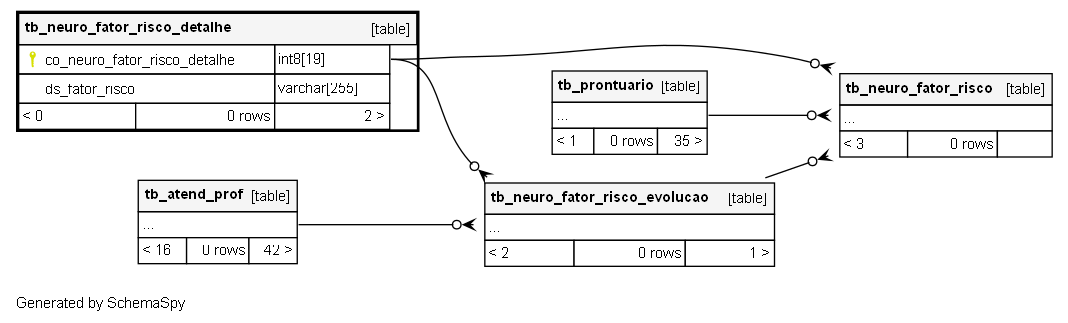 tb_neuro_fator_risco_detalhe [table]
co_neuro_fator_risco_detalhe int8[19]
ds_fator_risco varchar[255]
< 0 0 rows 2 >
tb_prontuario [table]
...
< 1 0 rows 35 >
tb_neuro_fator_risco [table]
...
< 3 0 rows
tb_atend_prof [table]
...
< 16 0 rows 42 >
tb_neuro_fator_risco_evolucao [table]
...
< 2 0 rows 1 >
Generated by SchemaSpy